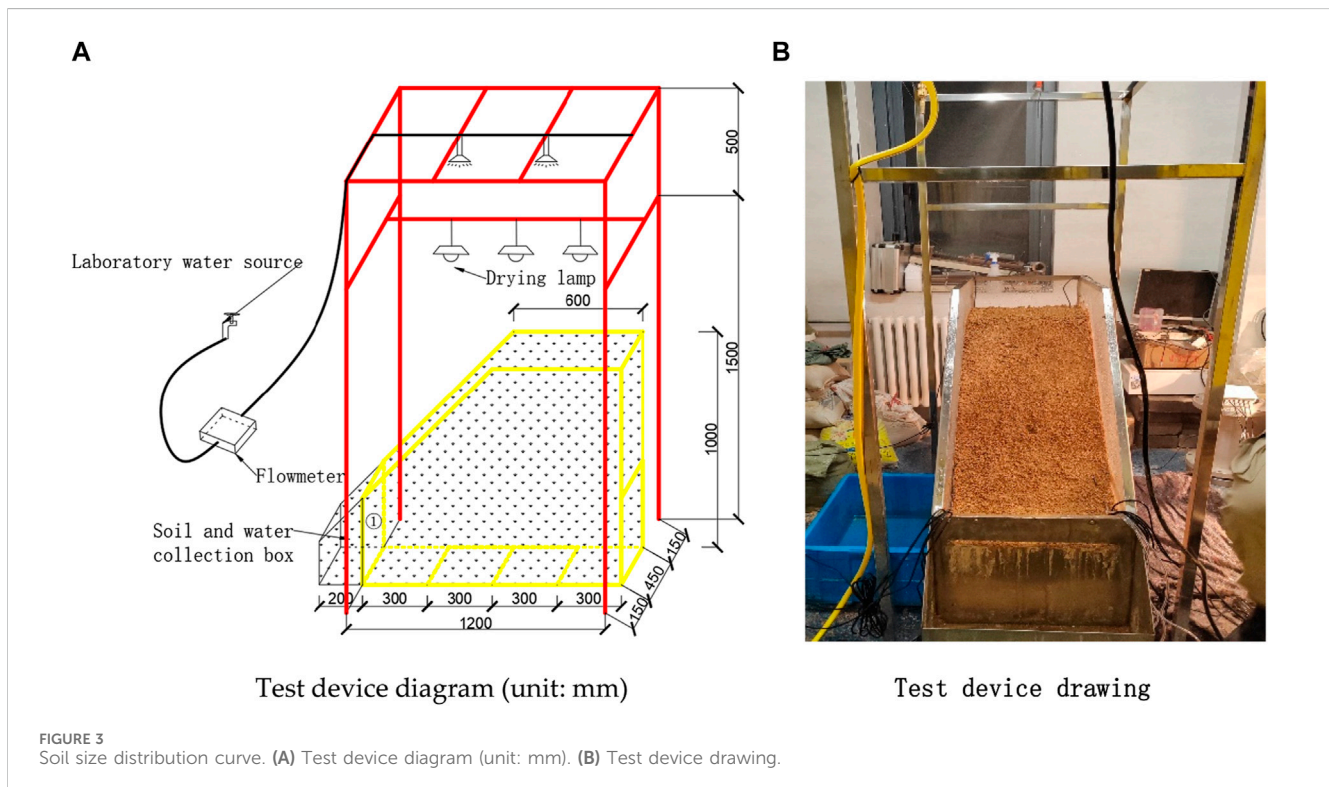 A
B
500
Laboratory water source
Drying lamp
600
1500
1000
Flowmeter
Soil and water
collection box
①
150
450
150
200
300
300
300
300
1200
Test device diagram (unit: mm)
Test device drawing
FIGURE 3
Soil size distribution curve. (A) Test device diagram (unit: mm). (B) Test device drawing.